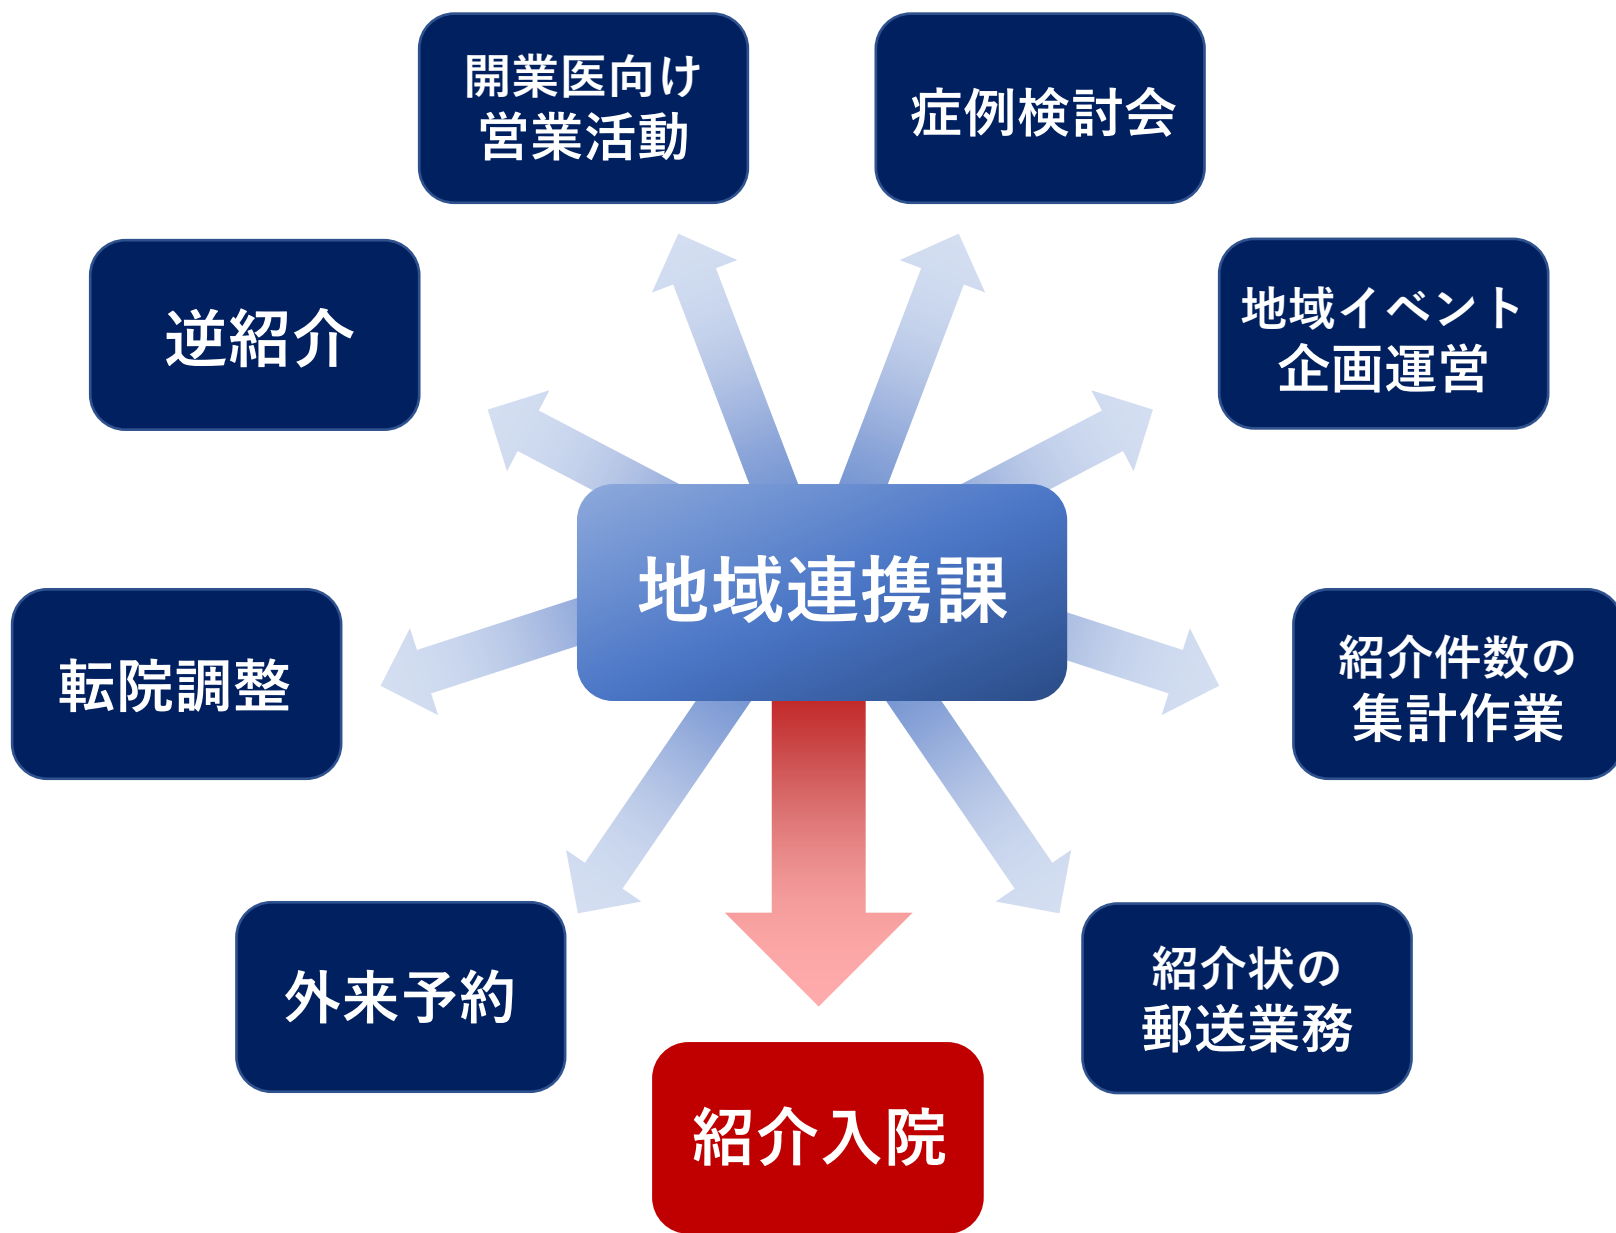 開業医向け
営業活動
症例検討会
逆紹介
地域イベント
企画運営
地域連携課
転院調整
紹介件数の
集計作業
外来予約
紹介状の
郵送業務
紹介入院